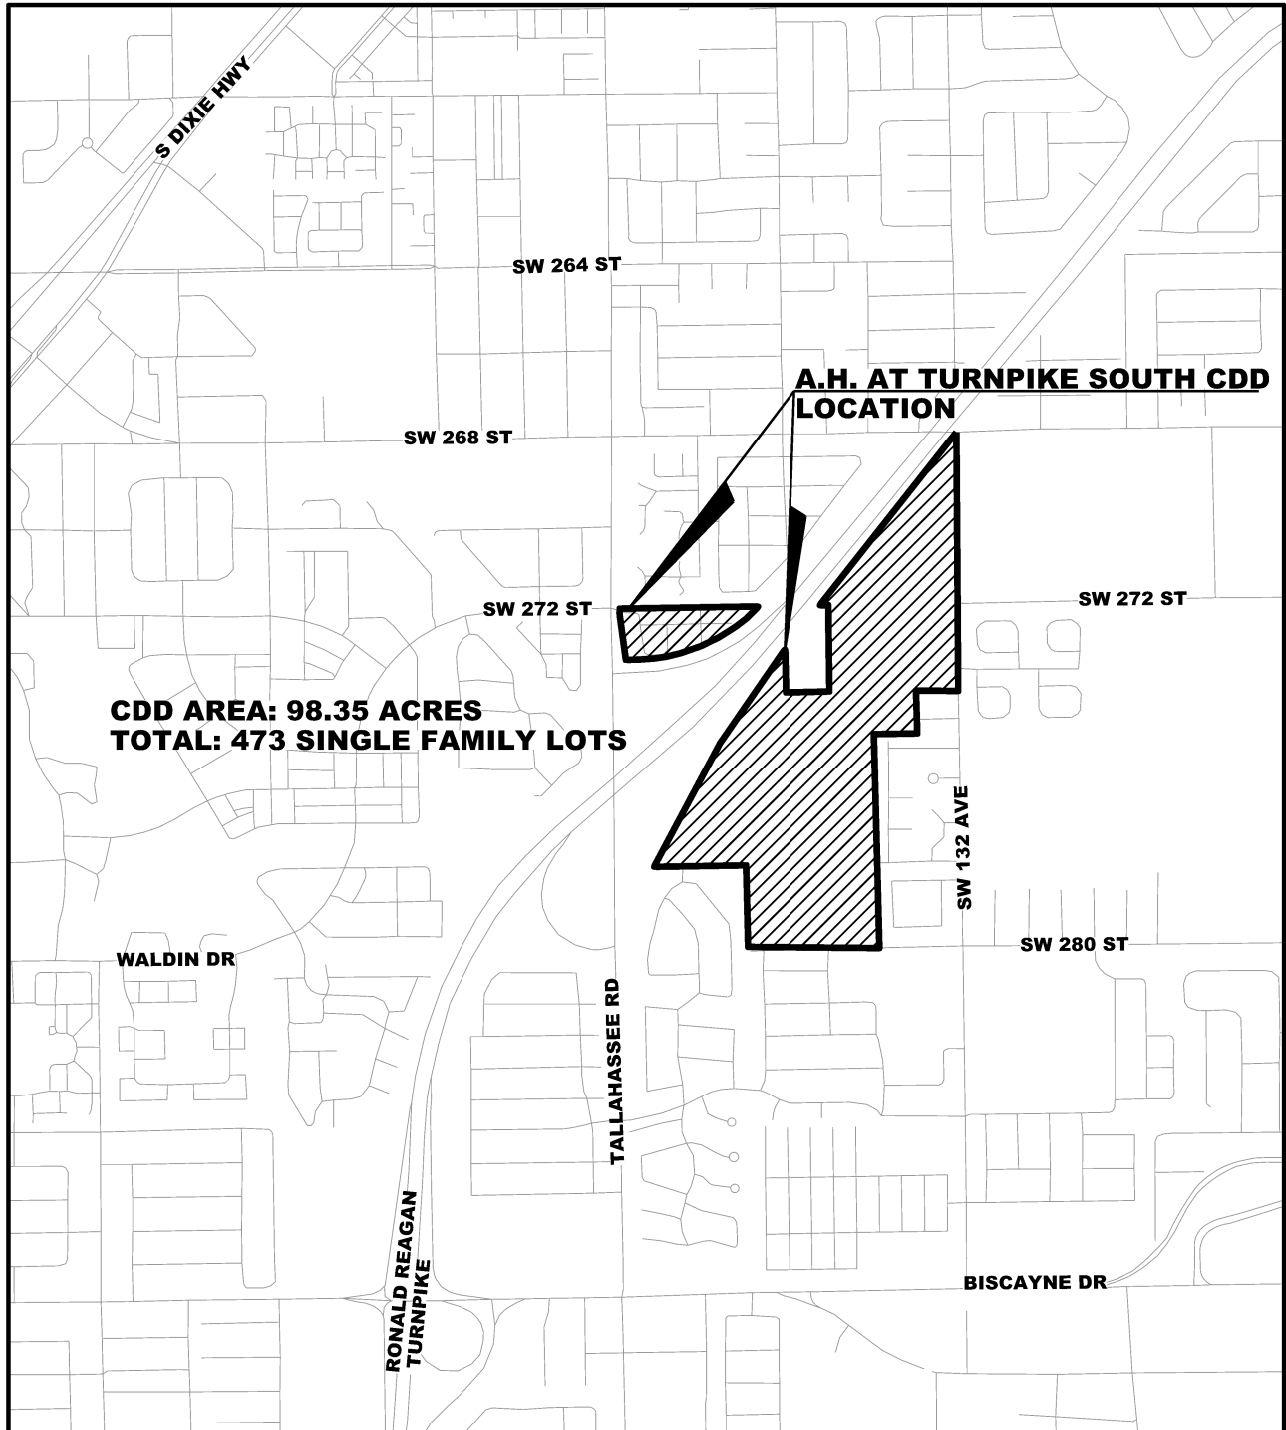 S DIXIE HWY
SW 264 ST
A.H. AT TURNPIKE SOUTH CDD
LOCATION
SW 268 ST
SW 272 ST
SW 272 ST
CDD AREA: 98.35 ACRES
TOTAL: 473 SINGLE FAMILY LOTS
SW 132 AVE
SW 280 ST
WALDIN DR
TALLAHASSEE RD
RONALD REAGAN
TURNPIKE
BISCAYNE DR